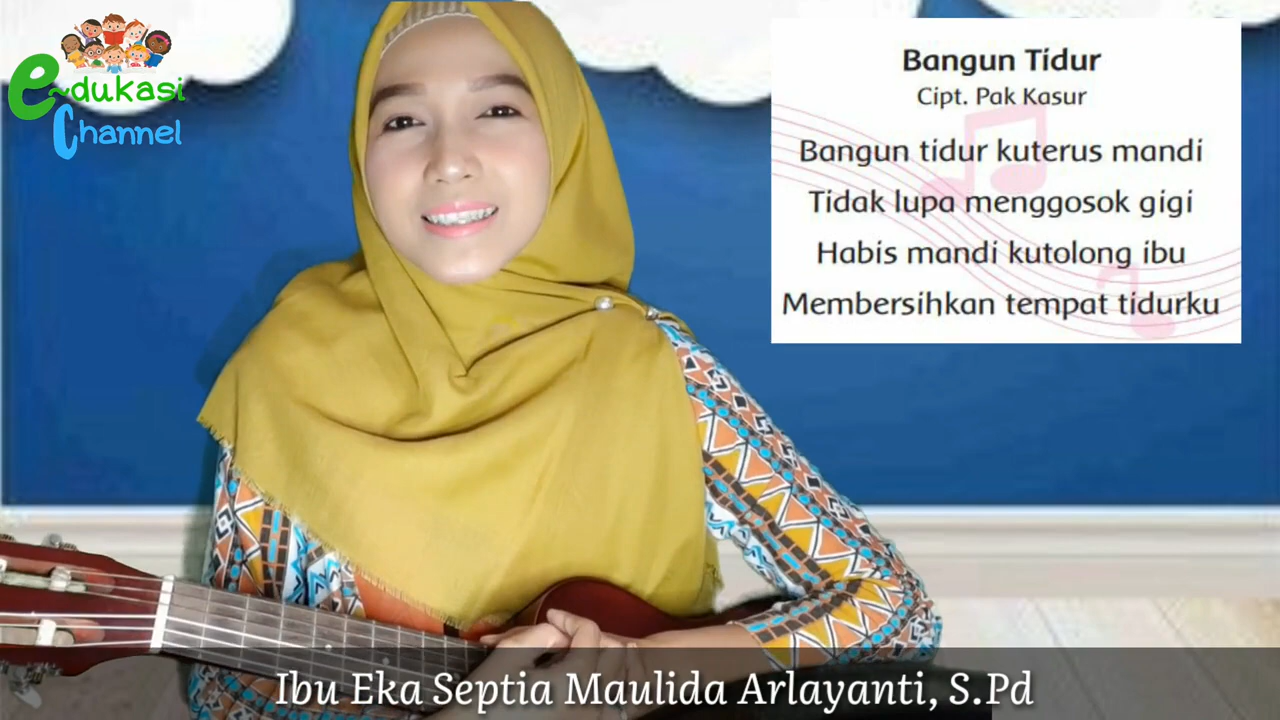 e~dukasi
Channel
Bangun Tidur
Cipt. Pak Kasur
Bangun tidur kuterus mandi
Tidak lupa menggosok gigi
Habis mandi kutolong ibu
Membersihkan tempat tidurku
Ibu Eka Septia Maulida Arlayanti, S.Pd